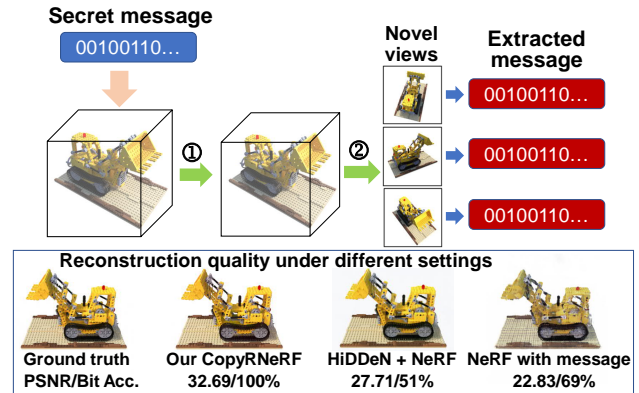 Secret message
00100110...
①
②
Novel
views
Extracted
message
00100110...
00100110...
00100110...
Reconstruction quality under different settings
Ground truth
PSNR/Bit Acc.
Our CopyRNeRF
32.69/100%
HiDDeN + NeRF
27.71/51%
NeRF with message
22.83/69%